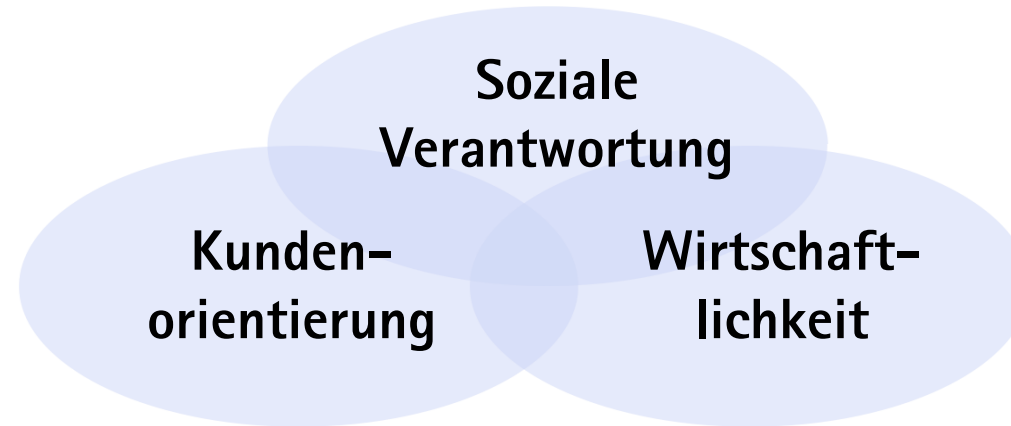 Soziale
Verantwortung
Kunden-
orientierung
Wirtschaft-
lichkeit